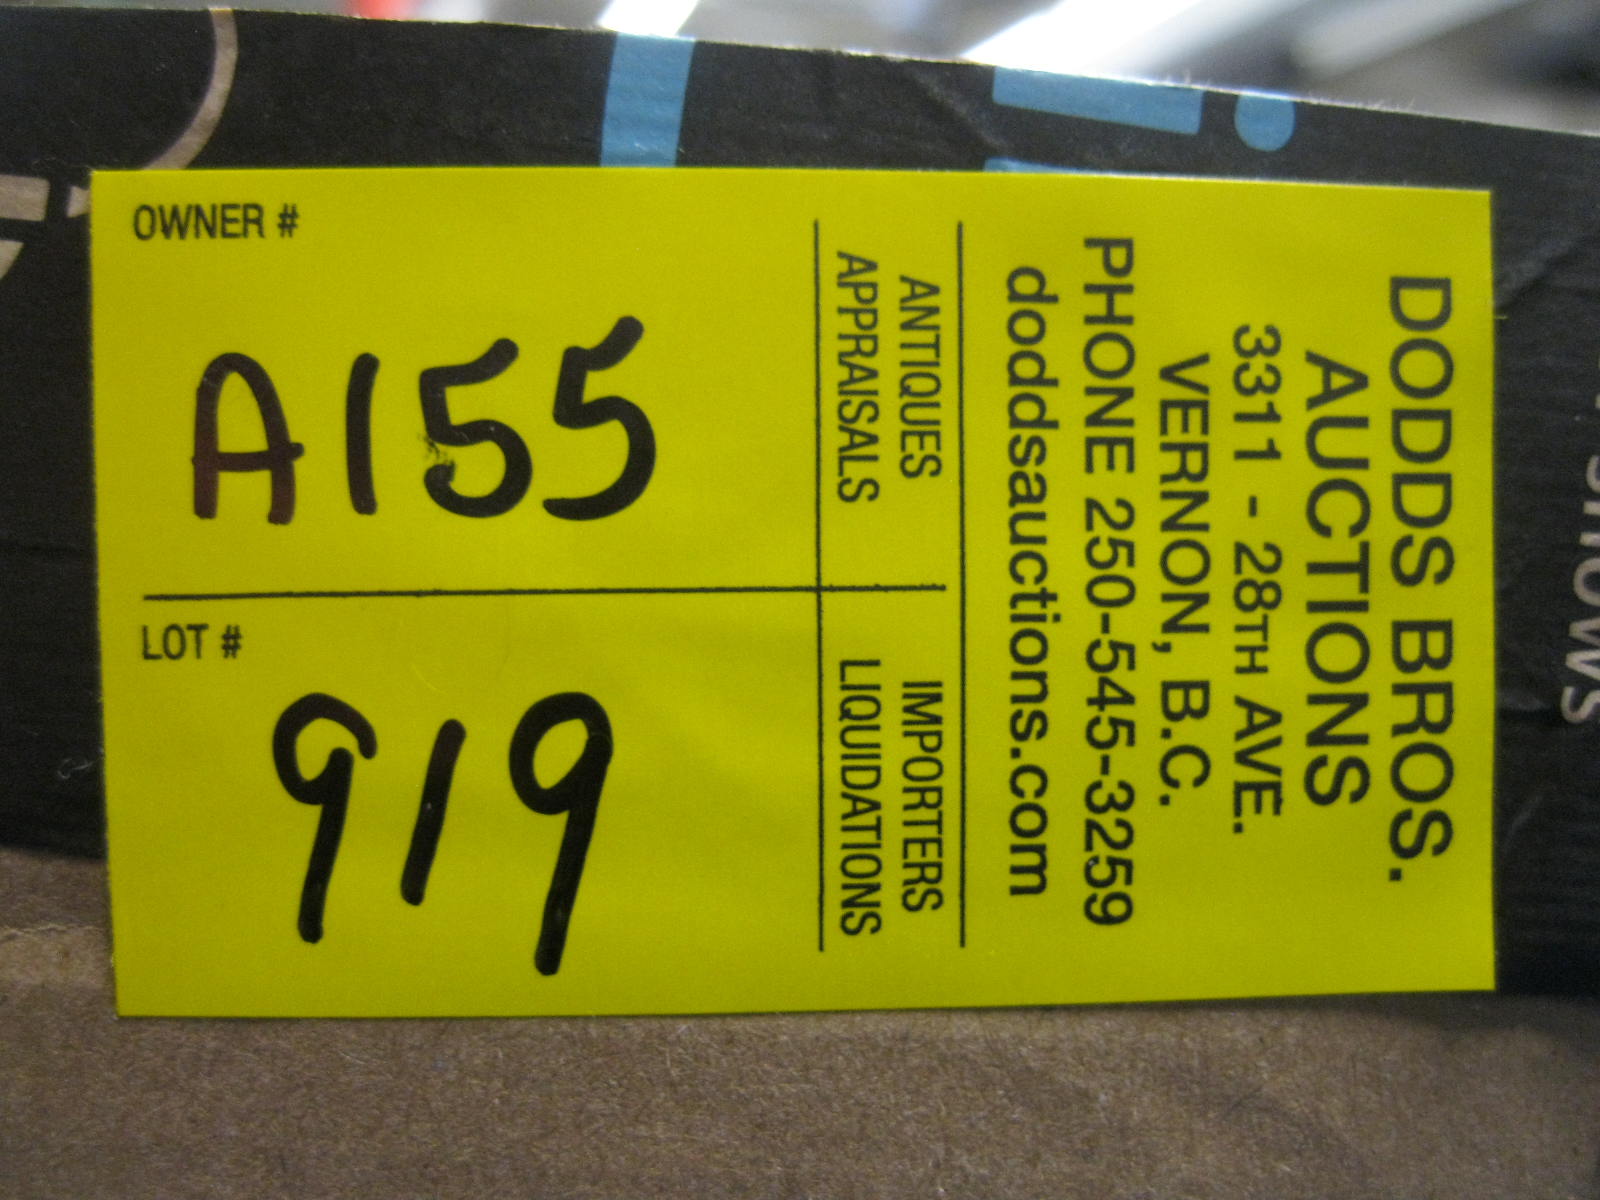 OWNER #
A155
LOT #
919
ANTIQUES
APPRAISALS
IMPORTERS
LIQUIDATIONS
DODDS BROS.
AUCTIONS
3311 - 28TH AVE.
VERNON, B.C.
PHONE 250-545-3259
doddsauctions.com